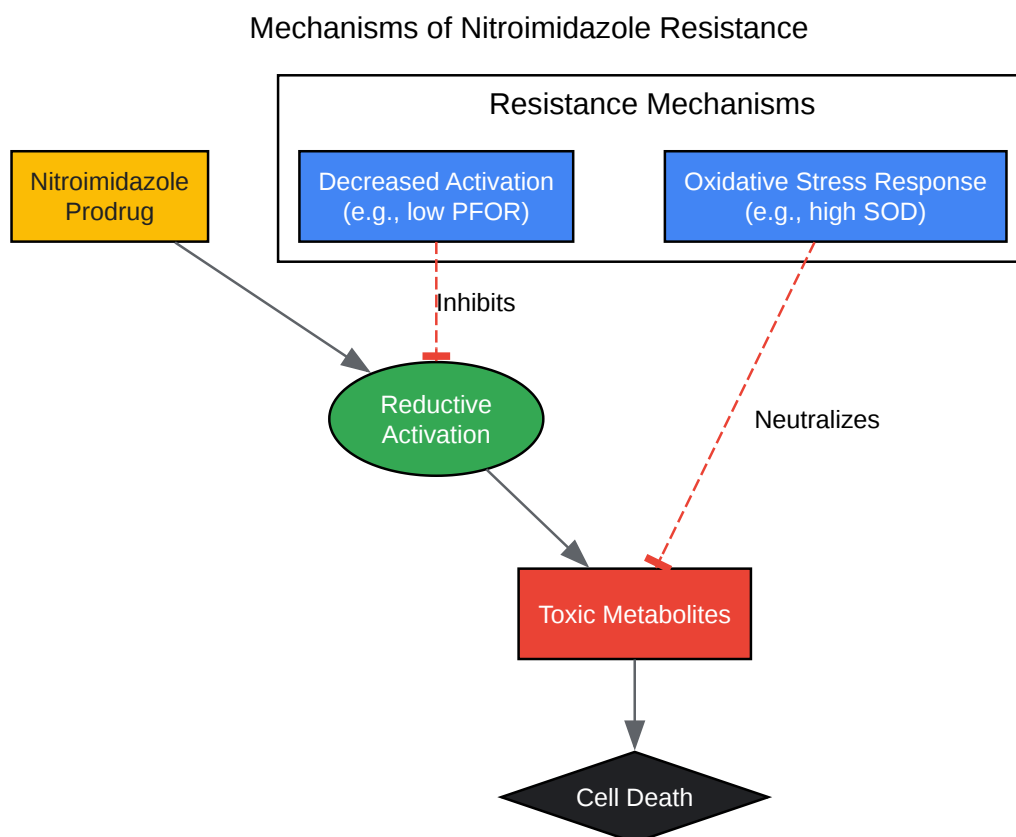 Mechanisms of Nitroimidazole Resistance
Resistance Mechanisms
Nitroimidazole
Prodrug
Decreased Activation
(e.g., low PFOR)
Oxidative Stress Response
(e.g., high SOD)
Inhibits
Reductive
Activation
Neutralizes
Toxic Metabolites
Cell Death